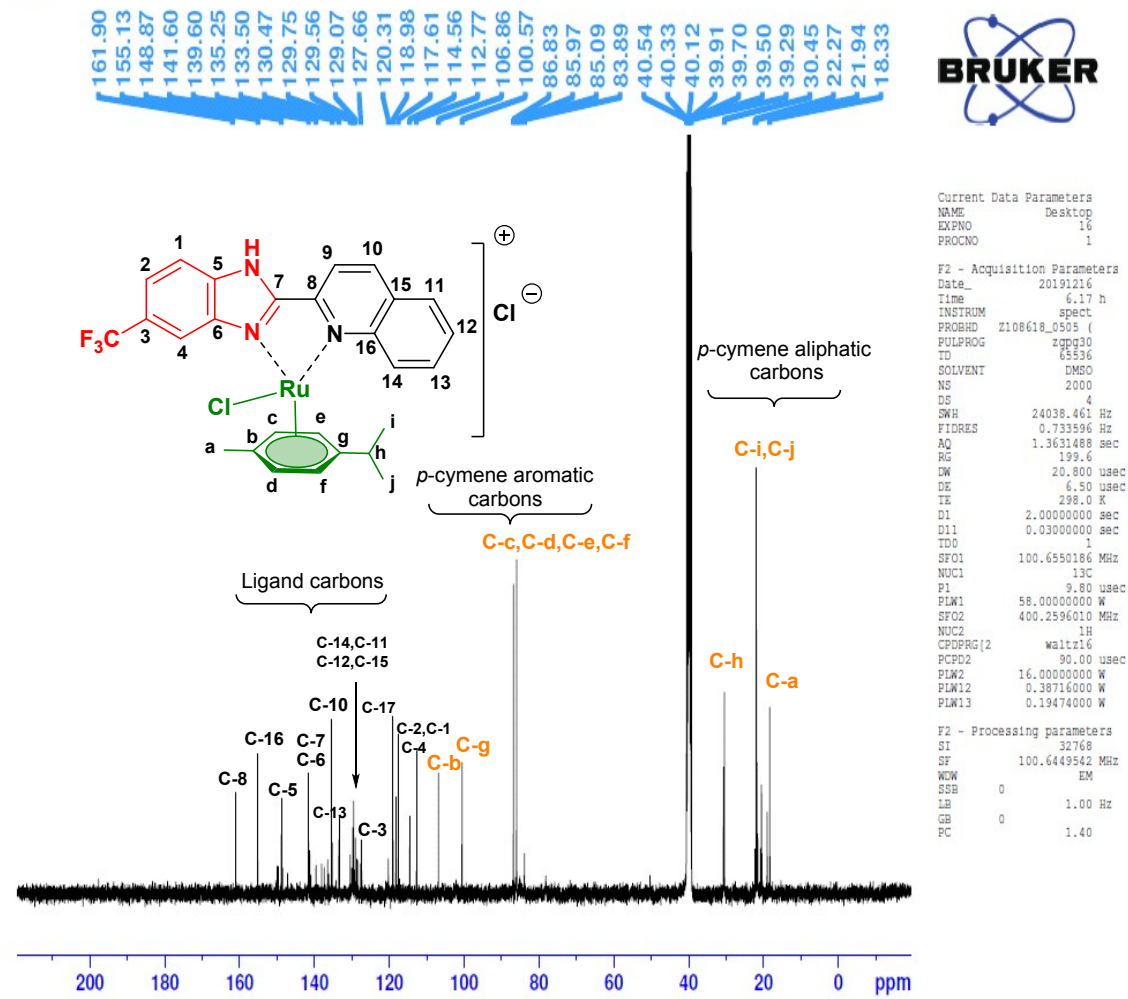 161.90
155.13
148.87
141.60
139.60
135.25
133.50
130.47
129.75
129.56
129.07
127.66
120.31
118.98
117.61
114.56
112.77
106.86
100.57
86.83
85.97
85.09
83.89
40.54
40.33
40.12
39.91
39.70
39.50
39.29
30.45
22.27
21.94
18.33
BRUKER
H
N
N
N
F3C
1
2
3
4
5
6
7
8
9
10
11
12
13
14
15
16
Ru
Cl
a
b
c
d
e
f
g
h
i
j
+
Cl −
p-cymene aliphatic
carbons
C-i,C-j
p-cymene aromatic
carbons
C-c,C-d,C-e,C-f
Ligand carbons
C-14,C-11
C-12,C-15
C-h
C-a
C-10
C-17
C-16
C-7
C-6
C-2,C-1
C-4
C-g
C-b
C-8
C-5
C-13
C-3
200 180 160 140 120 100 80 60 40 20 0 ppm
Current Data Parameters
NAME Desktop
EXPNO 16
PROCNO 1
F2 - Acquisition Parameters
Date_ 20191216
Time 6.17 h
INSTRUM spect
PROBHD Z108618_0505 (
PULPROG zgpg30
TD 65536
SOLVENT DMSO
NS 2000
DS 4
SWH 24038.461 Hz
FIDRES 0.733596 Hz
AQ 1.3631488 sec
RG 199.6
DW 20.800 usec
DE 6.50 usec
TE 298.0 K
D1 2.00000000 sec
D11 0.03000000 sec
TD0 1
SFO1 100.6550186 MHz
NUC1 13C
P1 9.80 usec
PLW1 58.00000000 W
SFO2 400.2596010 MHz
NUC2 1H
CPDPRG[2 waltz16
PCPD2 90.00 usec
PLW2 16.00000000 W
PLW12 0.38716000 W
PLW13 0.19474000 W
F2 - Processing parameters
SI 32768
SF 100.6449542 MHz
WDW EM
SSB 0
LB 1.00 Hz
GB 0
PC 1.40